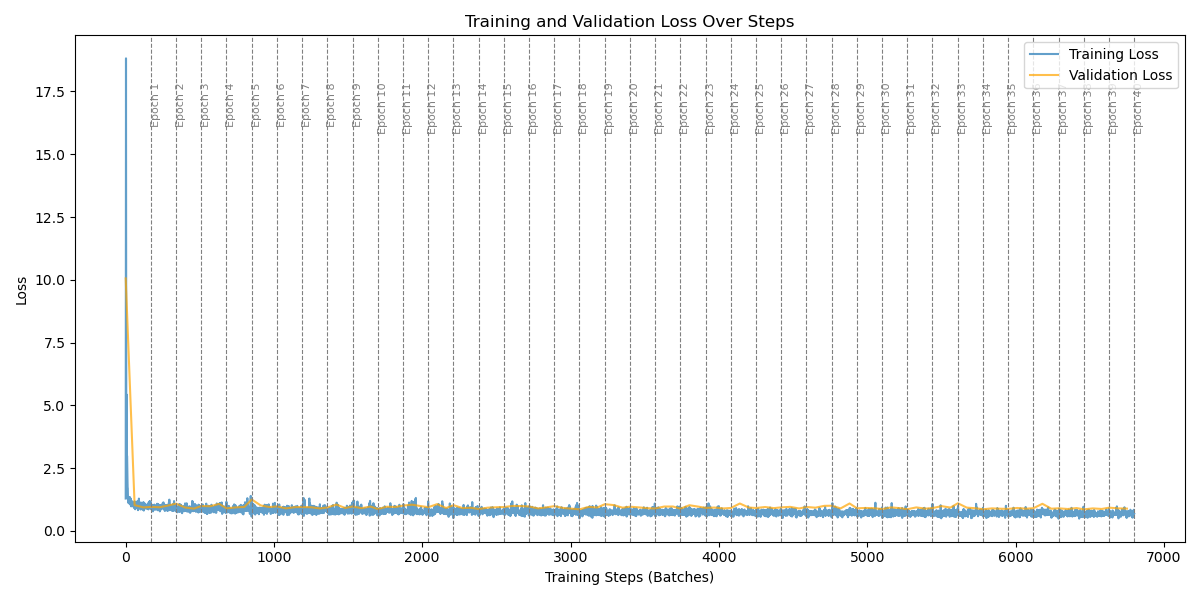 Training and Validation Loss Over Steps
Training Loss
Validation Loss
Epoch 1
Epoch 2
Epoch 3
Epoch 4
Epoch 5
Epoch 6
Epoch 7
Epoch 8
Epoch 9
Epoch 10
Epoch 11
Epoch 12
Epoch 13
Epoch 14
Epoch 15
Epoch 16
Epoch 17
Epoch 18
Epoch 19
Epoch 20
Epoch 21
Epoch 22
Epoch 23
Epoch 24
Epoch 25
Epoch 26
Epoch 27
Epoch 28
Epoch 29
Epoch 30
Epoch 31
Epoch 32
Epoch 33
Epoch 34
Epoch 35
Epoch
Epoch
Epoch
Epoch
Epoch
17.5
15.0
12.5
10.0
7.5
5.0
2.5
0.0
Loss
0
1000
2000
3000
4000
5000
6000
7000
Training Steps (Batches)